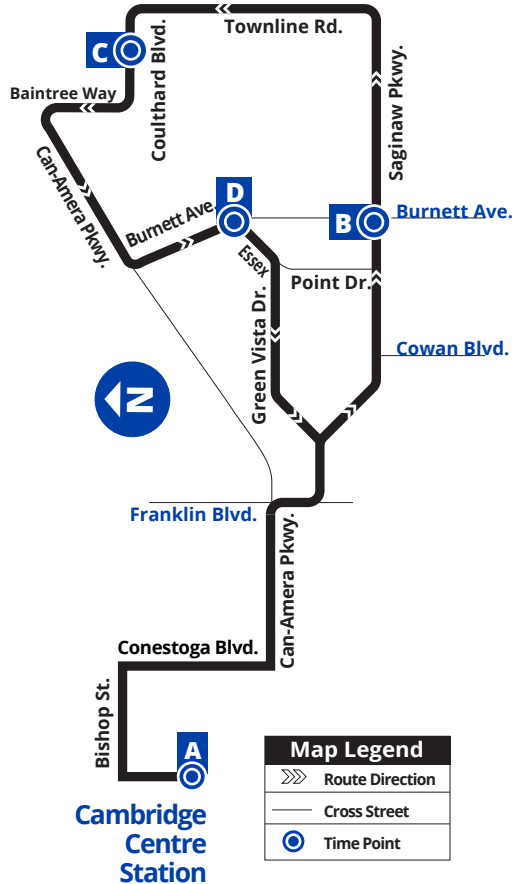 Townline Rd.
C
Coulthard Blvd.
Saginaw Pkwy.
Baintree Way
Can-Amera Pkwy.
Burnett Ave.
D
B
Burnett Ave.
Essex
Point Dr.
Green Vista Dr.
Cowan Blvd.
N
Franklin Blvd.
Can-Amera Pkwy.
Conestoga Blvd.
Bishop St.
A
Cambridge
Centre
Station
Map Legend
Route Direction
Cross Street
Time Point